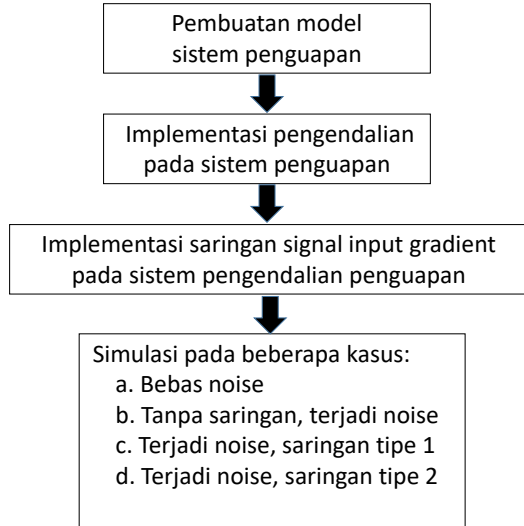 Pembuatan model
sistem penguapan
Implementasi pengendalian
pada sistem penguapan
Implementasi saringan signal input gradient
pada sistem pengendalian penguapan
Simulasi pada beberapa kasus:
a. Bebas noise
b. Tanpa saringan, terjadi noise
c. Terjadi noise, saringan tipe 1
d. Terjadi noise, saringan tipe 2